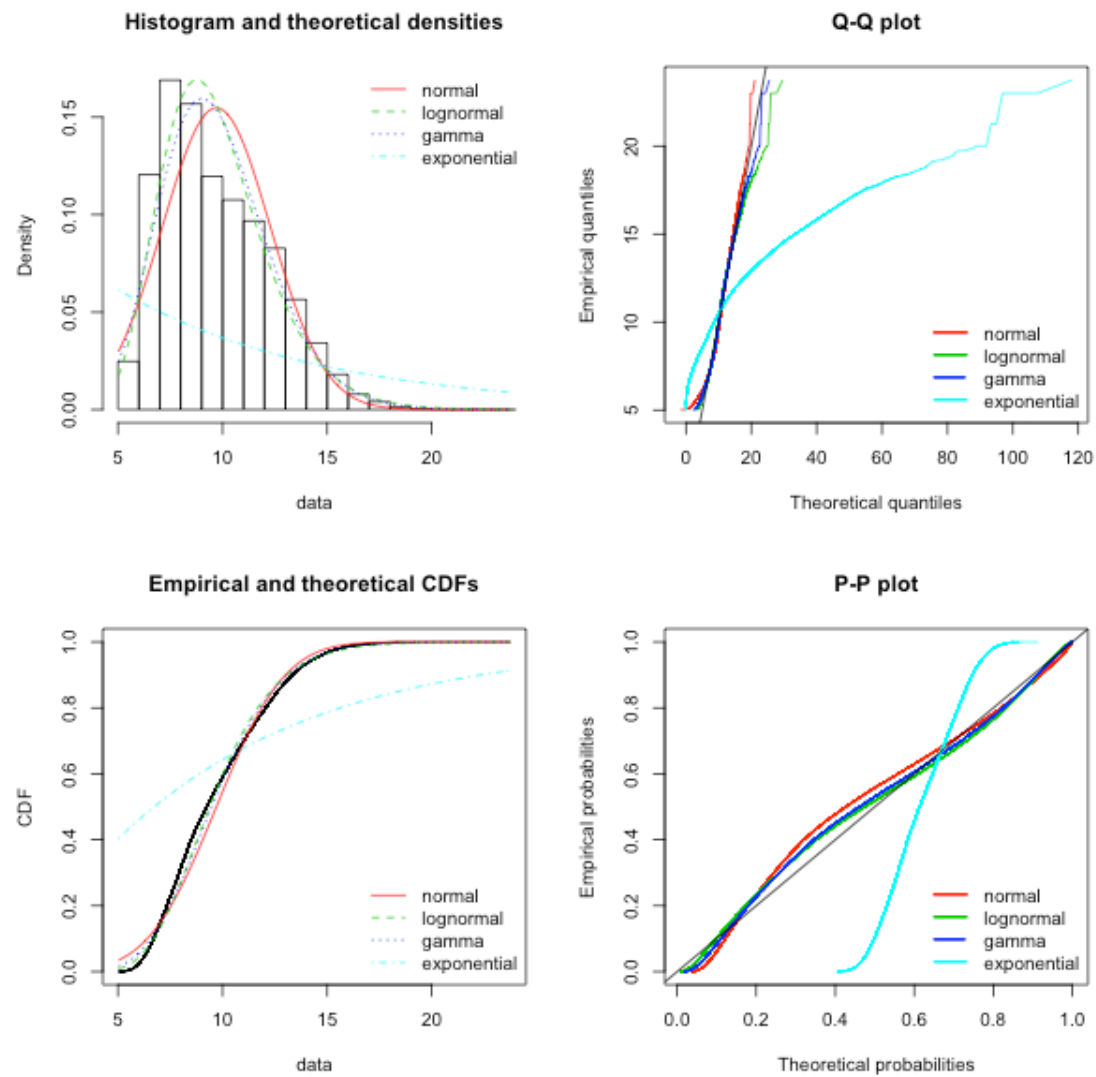 Histogram and theoretical densities
normal
lognormal
gamma
exponential
Density
0.00
0.05
0.10
0.15
5
10
15
20
data
Q-Q plot
Empirical quantiles
5
10
15
20
normal
lognormal
gamma
exponential
0
20
40
60
80
100
120
Theoretical quantiles
Empirical and theoretical CDFs
CDF
0.0
0.2
0.4
0.6
0.8
1.0
normal
lognormal
gamma
exponential
5
10
15
20
data
P-P plot
Empirical probabilities
0.0
0.2
0.4
0.6
0.8
1.0
normal
lognormal
gamma
exponential
0.0
0.2
0.4
0.6
0.8
1.0
Theoretical probabilities